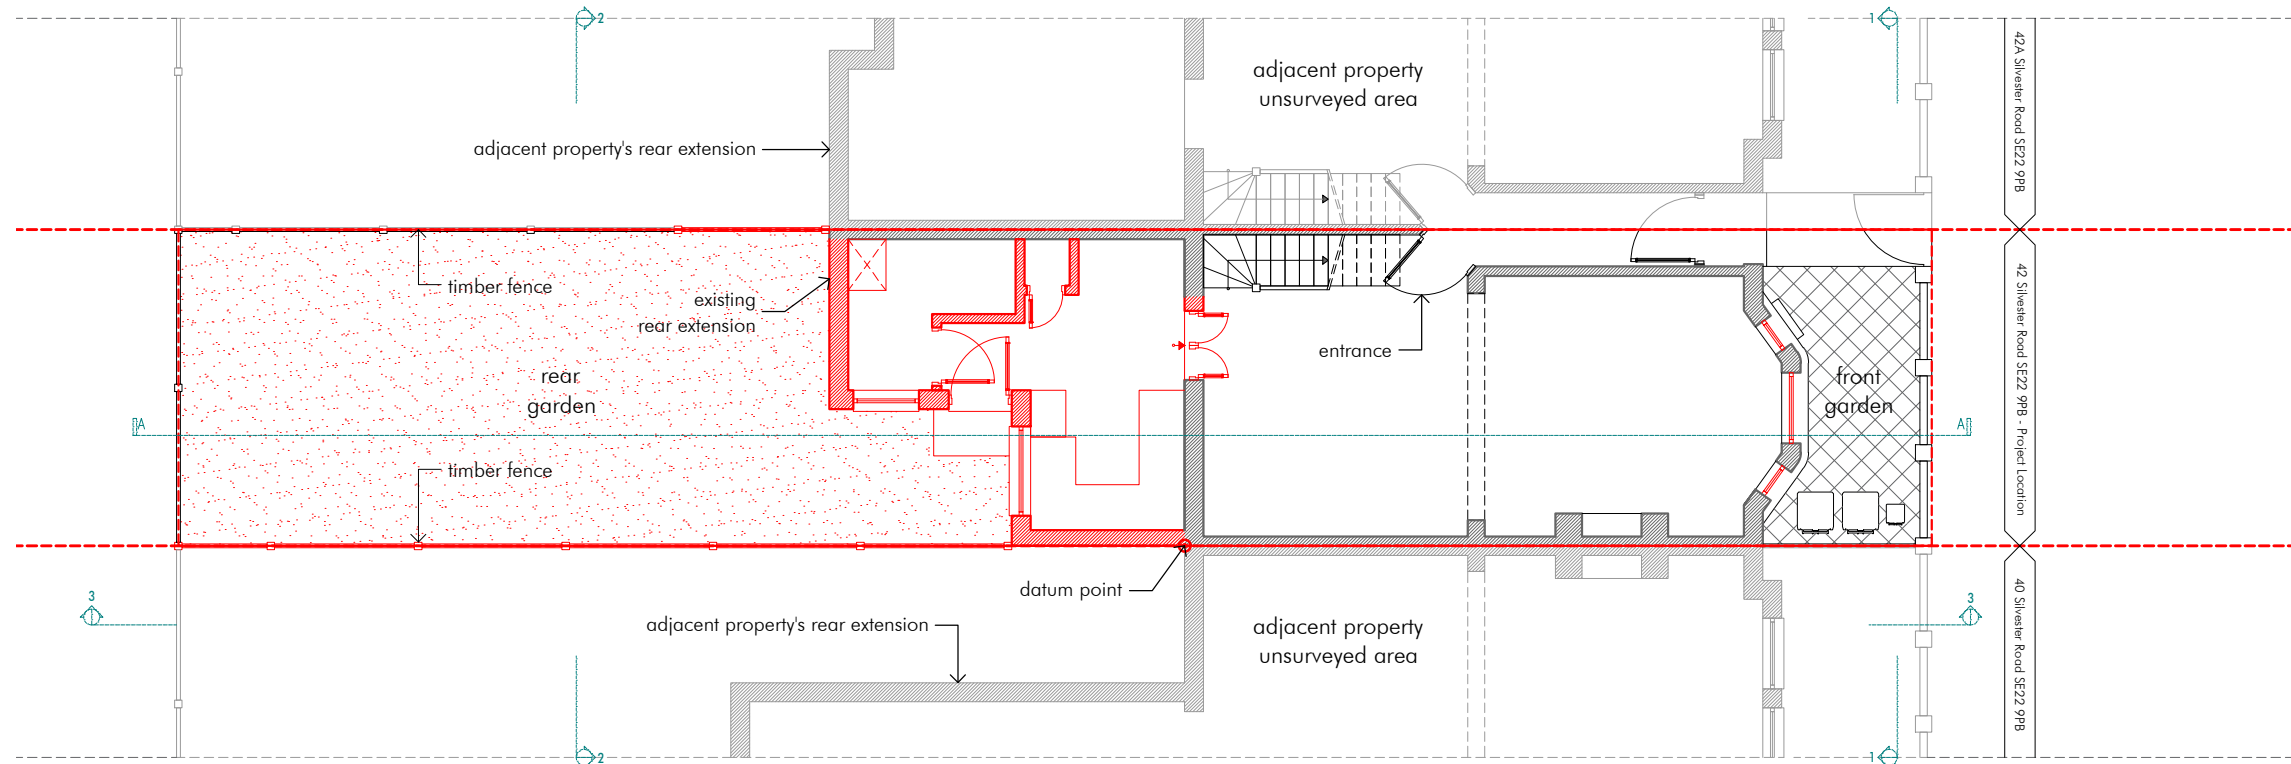 2
1
adjacent property
unsurveyed area
42A Silvester Road SE22 9PB
adjacent property's rear extension
timber fence
existing
rear extension
entrance
rear
garden
front
garden
42 Silvester Road SE22 9PB - Project Location
A
A
timber fence
datum point
3
3
adjacent property's rear extension
adjacent property
unsurveyed area
40 Silvester Road SE22 9PB
2
1